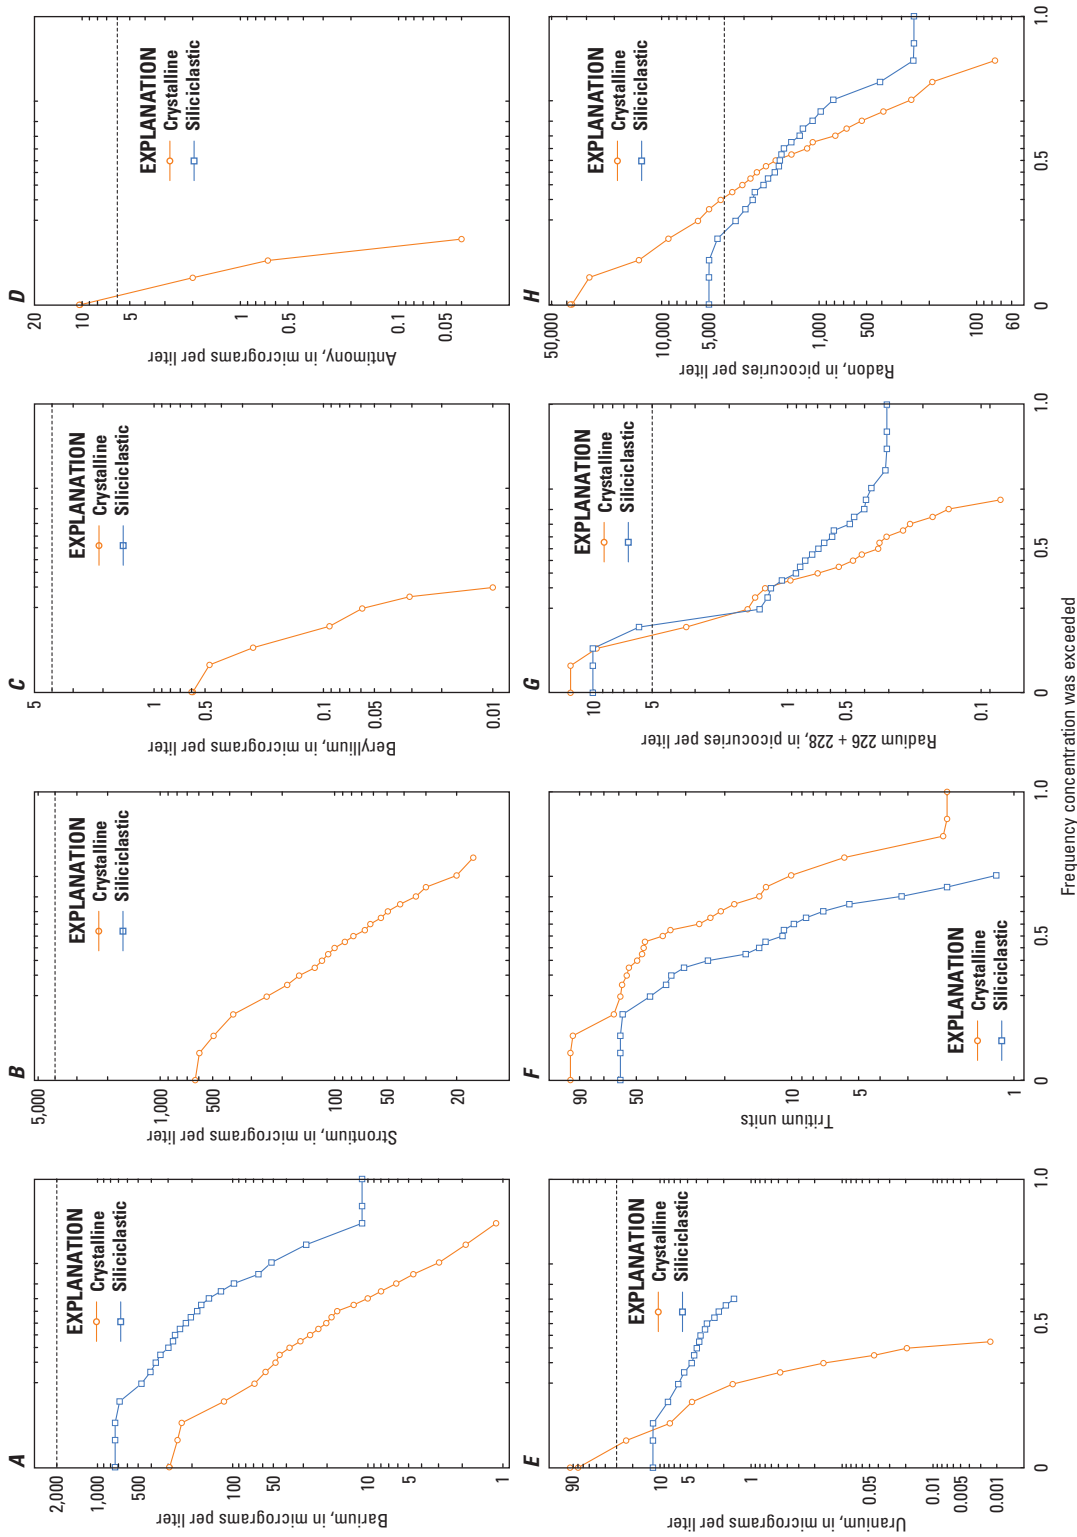 A
Barium, in micrograms per liter
2,000
1,000
500
100
50
20
10
5
1
EXPLANATION
Crystalline
Siliciclastic
B
Strontium, in micrograms per liter
5,000
1,000
500
100
50
20
EXPLANATION
Crystalline
Siliciclastic
C
Beryllium, in micrograms per liter
5
1
0.5
0.1
0.05
0.01
EXPLANATION
Crystalline
Siliciclastic
D
Antimony, in micrograms per liter
20
10
5
1
0.5
0.1
0.05
EXPLANATION
Crystalline
Siliciclastic
E
Uranium, in micrograms per liter
90
50
10
5
1
0.05
0.01
0.005
0.001
0
0.5
1.0
EXPLANATION
Crystalline
Siliciclastic
F
Tritium units
90
50
10
5
1
0
0.5
1.0
EXPLANATION
Crystalline
Siliciclastic
G
Radium 226 + 228, in picocuries per liter
10
5
1
0.5
0.1
0
0.5
1.0
EXPLANATION
Crystalline
Siliciclastic
H
Radon, in picocuries per liter
50,000
10,000
5,000
1,000
500
100
60
0
0.5
1.0
EXPLANATION
Crystalline
Siliciclastic
Frequency concentration was exceeded